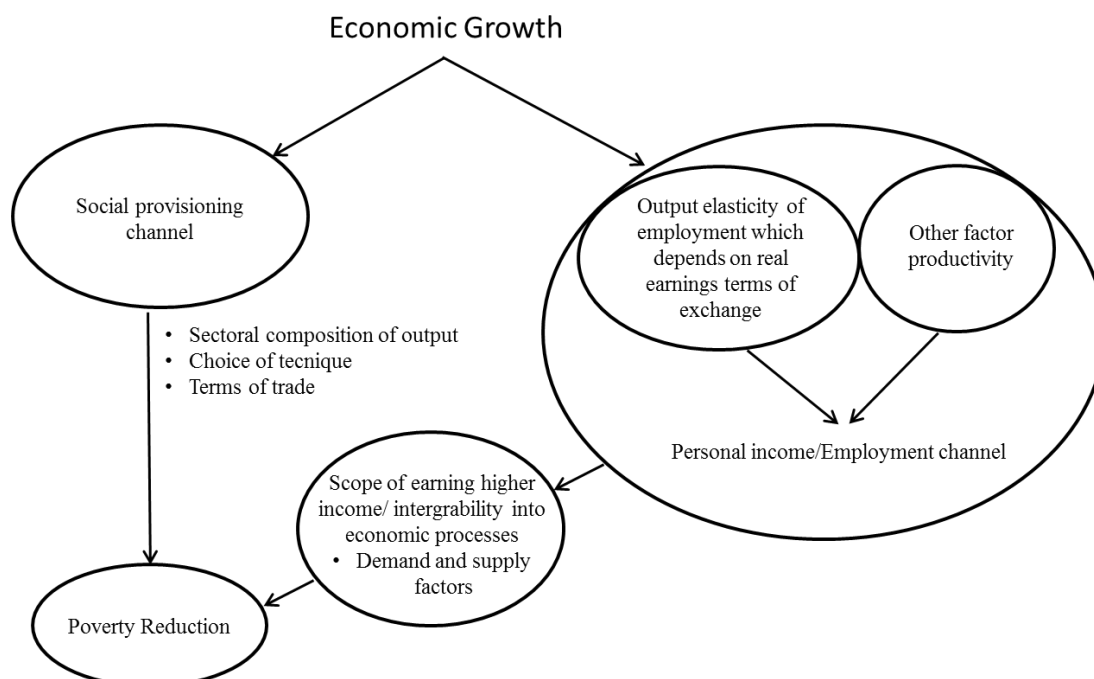 Economic Growth
Social provisioning
channel
Output elasticity of
employment which
depends on real
earnings terms of
exchange
Other factor
productivity
• Sectoral composition of output
• Choice of tecnique
• Terms of trade
Personal income/Employment channel
Scope of earning higher
income/ intergrability into
economic processes
• Demand and supply
factors
Poverty Reduction